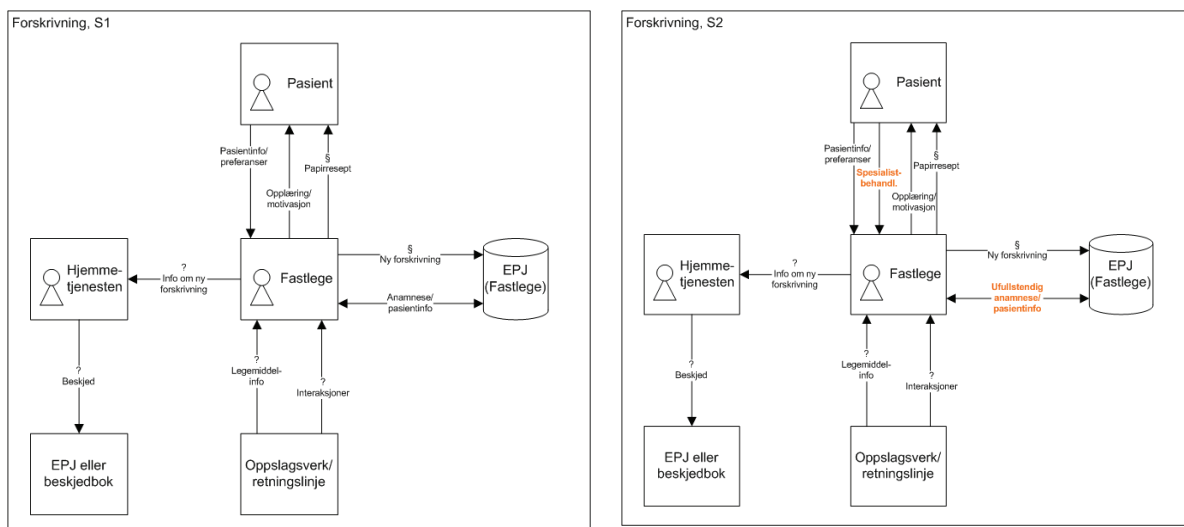 Forskrivning, S1
Pasient
Pasientinfo/
preferanser
§
Papirresept
Opplæring/
motivasjon
Hjemme-
tjenesten
?
Info om ny
forskrivning
Fastlege
§
Ny forskrivning
Anamnese/
pasientinfo
EPJ
(Fastlege)
?
Beskjed
?
Legemiddel-
info
?
Interaksjoner
EPJ eller
beskjedbok
Oppslagsverk/
retningslinje
Forskrivning, S2
Pasient
Pasientinfo/
preferanser
Spesialist-
behandl.
§
Papirresept
Opplæring/
motivasjon
Hjemme-
tjenesten
?
Info om ny
forskrivning
Fastlege
§
Ny forskrivning
Ufullstendig
anamnese/
pasientinfo
EPJ
(Fastlege)
?
Beskjed
?
Legemiddel-
info
?
Interaksjoner
EPJ eller
beskjedbok
Oppslagsverk/
retningslinje